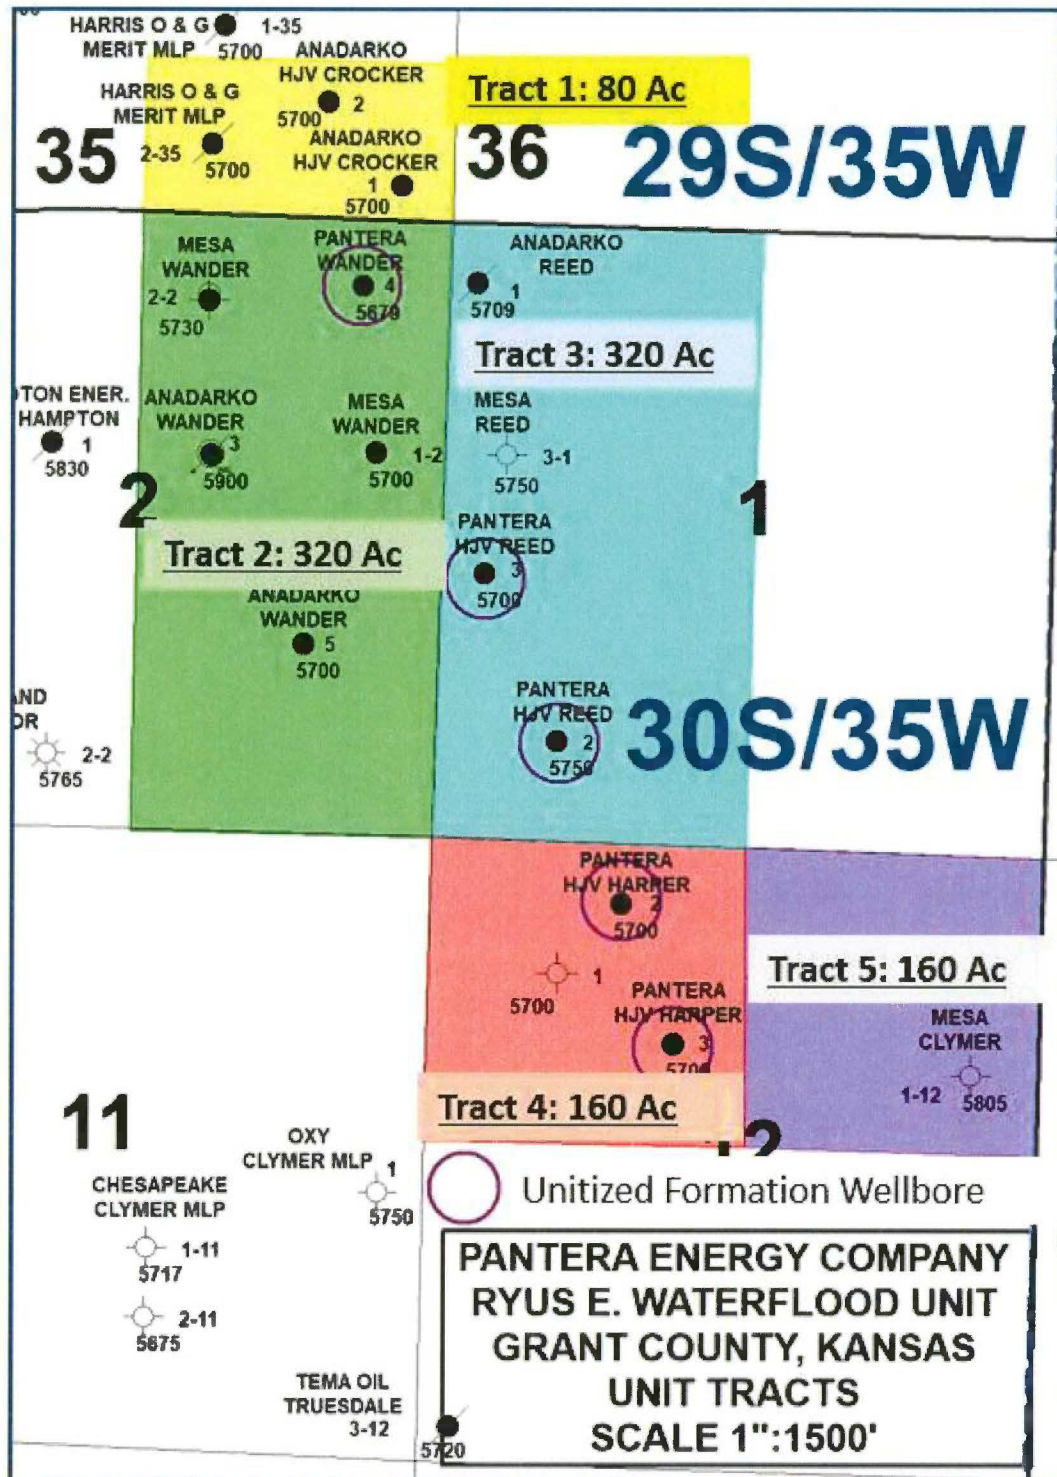 HARRIS O & G
MERIT MLP
1-35
5700
ANADARKO
HJV CROCKER
2
5700
Tract 1: 80 Ac
HARRIS O & G
MERIT MLP
2-35
5700
ANADARKO
HJV CROCKER
1
5700
35
36
29S/35W
MESA
WANDER
2-2
5730
PANTERA
WANDER
4
5679
ANADARKO
REED
1
5709
Tract 3: 320 Ac
TON ENER.
HAMPTON
1
5830
ANADARKO
WANDER
3
5900
MESA
WANDER
1-2
5700
MESA
REED
3-1
5750
2
1
PANTERA
HJV REED
3
5700
Tract 2: 320 Ac
ANADARKO
WANDER
5
5700
PANTERA
HJV REED
2
5750
30S/35W
2-2
5765
PANTERA
HJV HARPER
2
5700
1
5700
Tract 5: 160 Ac
PANTERA
HJV HARPER
3
5700
MESA
CLYMER
1-12
5805
Tract 4: 160 Ac
11
OXY
CLYMER MLP
1
5750
CHESAPEAKE
CLYMER MLP
1-11
5717
2-11
5675
Unitized Formation Wellbore
TEMA OIL
TRUESDALE
3-12
5720
PANTERA ENERGY COMPANY
RYUS E. WATERFLOOD UNIT
GRANT COUNTY, KANSAS
UNIT TRACTS
SCALE 1":1500'